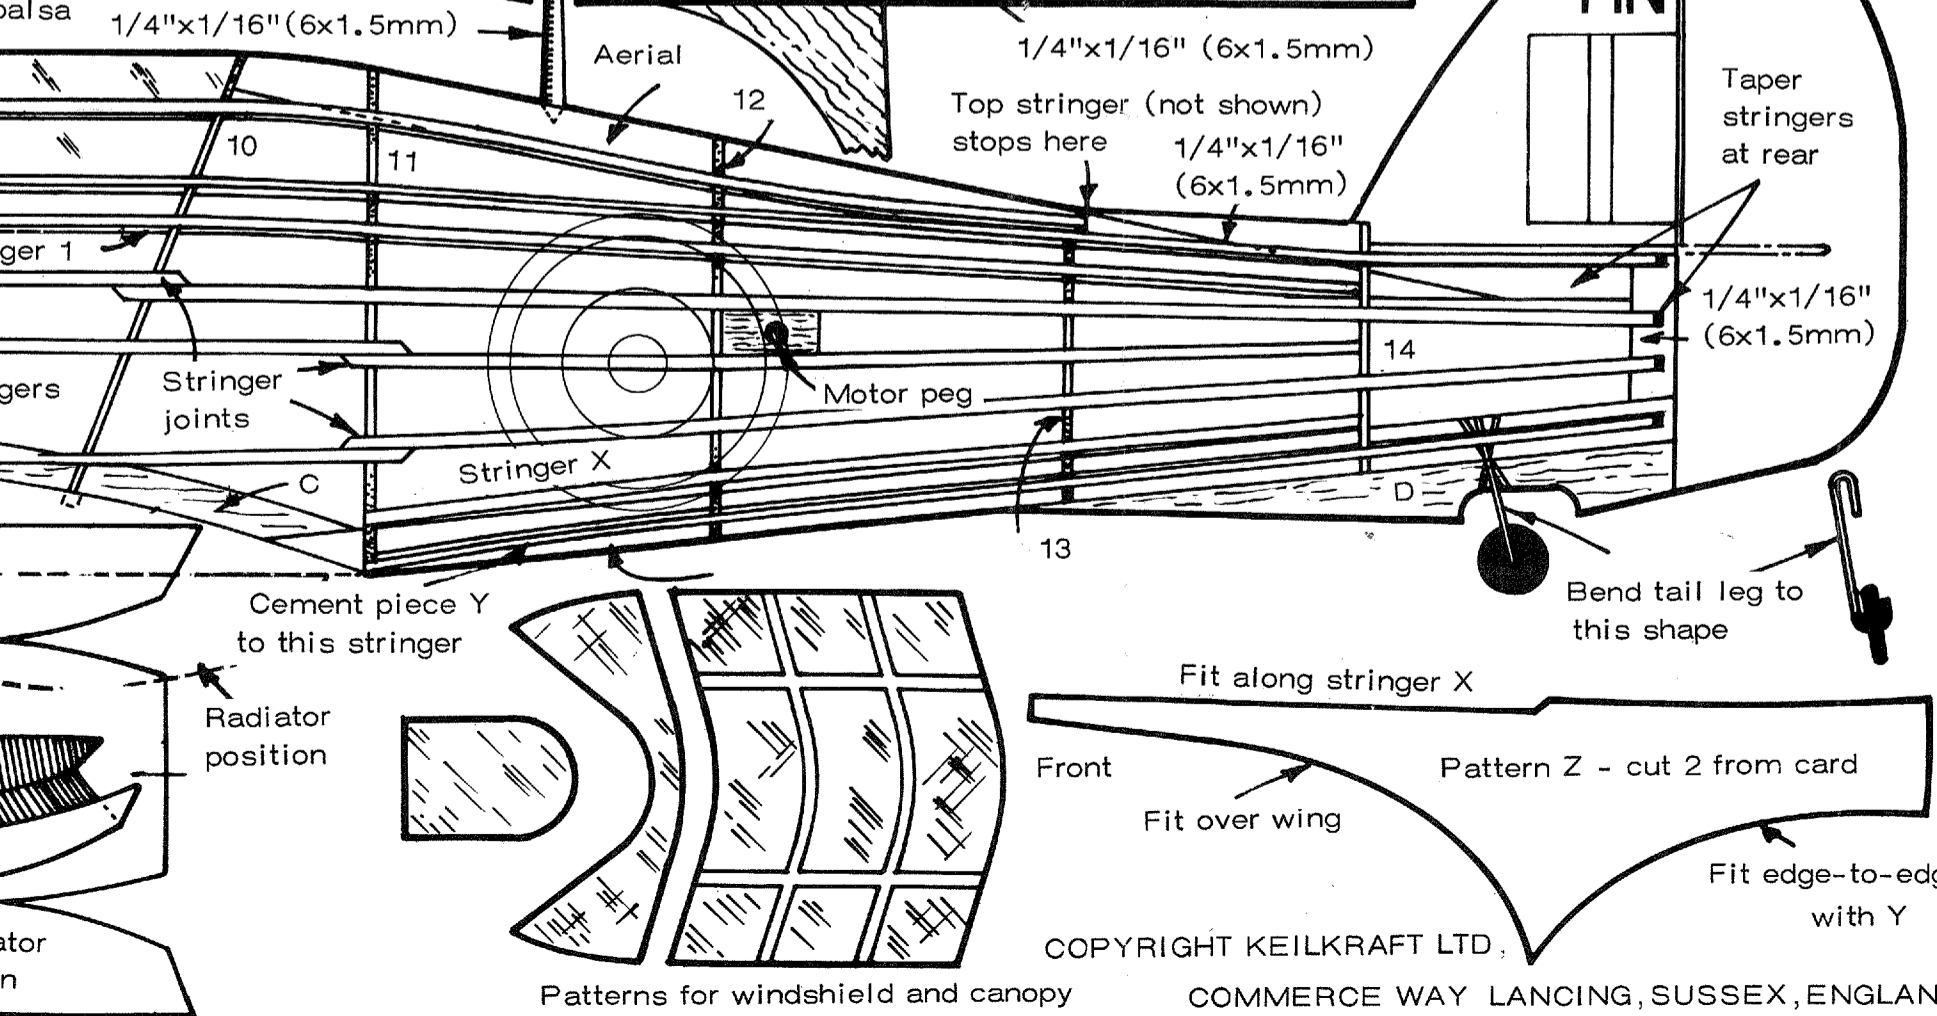 balsa
1/4"x1/16"(6x1.5mm)
Aerial
12
1/4"x1/16" (6x1.5mm)
FIN
Top stringer (not shown)
stops here
1/4"x1/16"
(6x1.5mm)
Taper
stringers
at rear
10
11
ger 1
1/4"x1/16"
(6x1.5mm)
14
gers
Stringer
joints
Motor peg
Stringer X
C
D
13
Cement piece Y
to this stringer
Bend tail leg to
this shape
Radiator
position
Fit along stringer X
Front
Pattern Z - cut 2 from card
Fit over wing
Fit edge-to-edg
with Y
ator
n
COPYRIGHT KEILKRAFT LTD,
Patterns for windshield and canopy
COMMERCE WAY LANCING, SUSSEX, ENGLAN